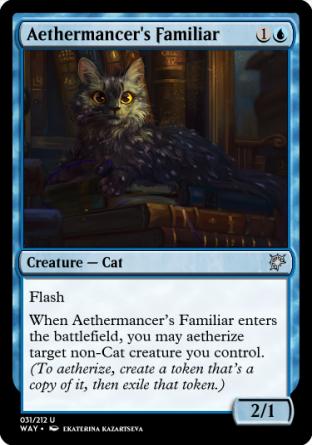 Aethermancer's Familiar 1
Creature — Cat
Flash
When Aethermancer's Familiar enters
the battlefield, you may aetherize
target non-Cat creature you control.
(To aetherize, create a token that's a
copy of it, then exile that token.)
031/212 U
WAY • EKATERINA KAZARTSEVA
2/1